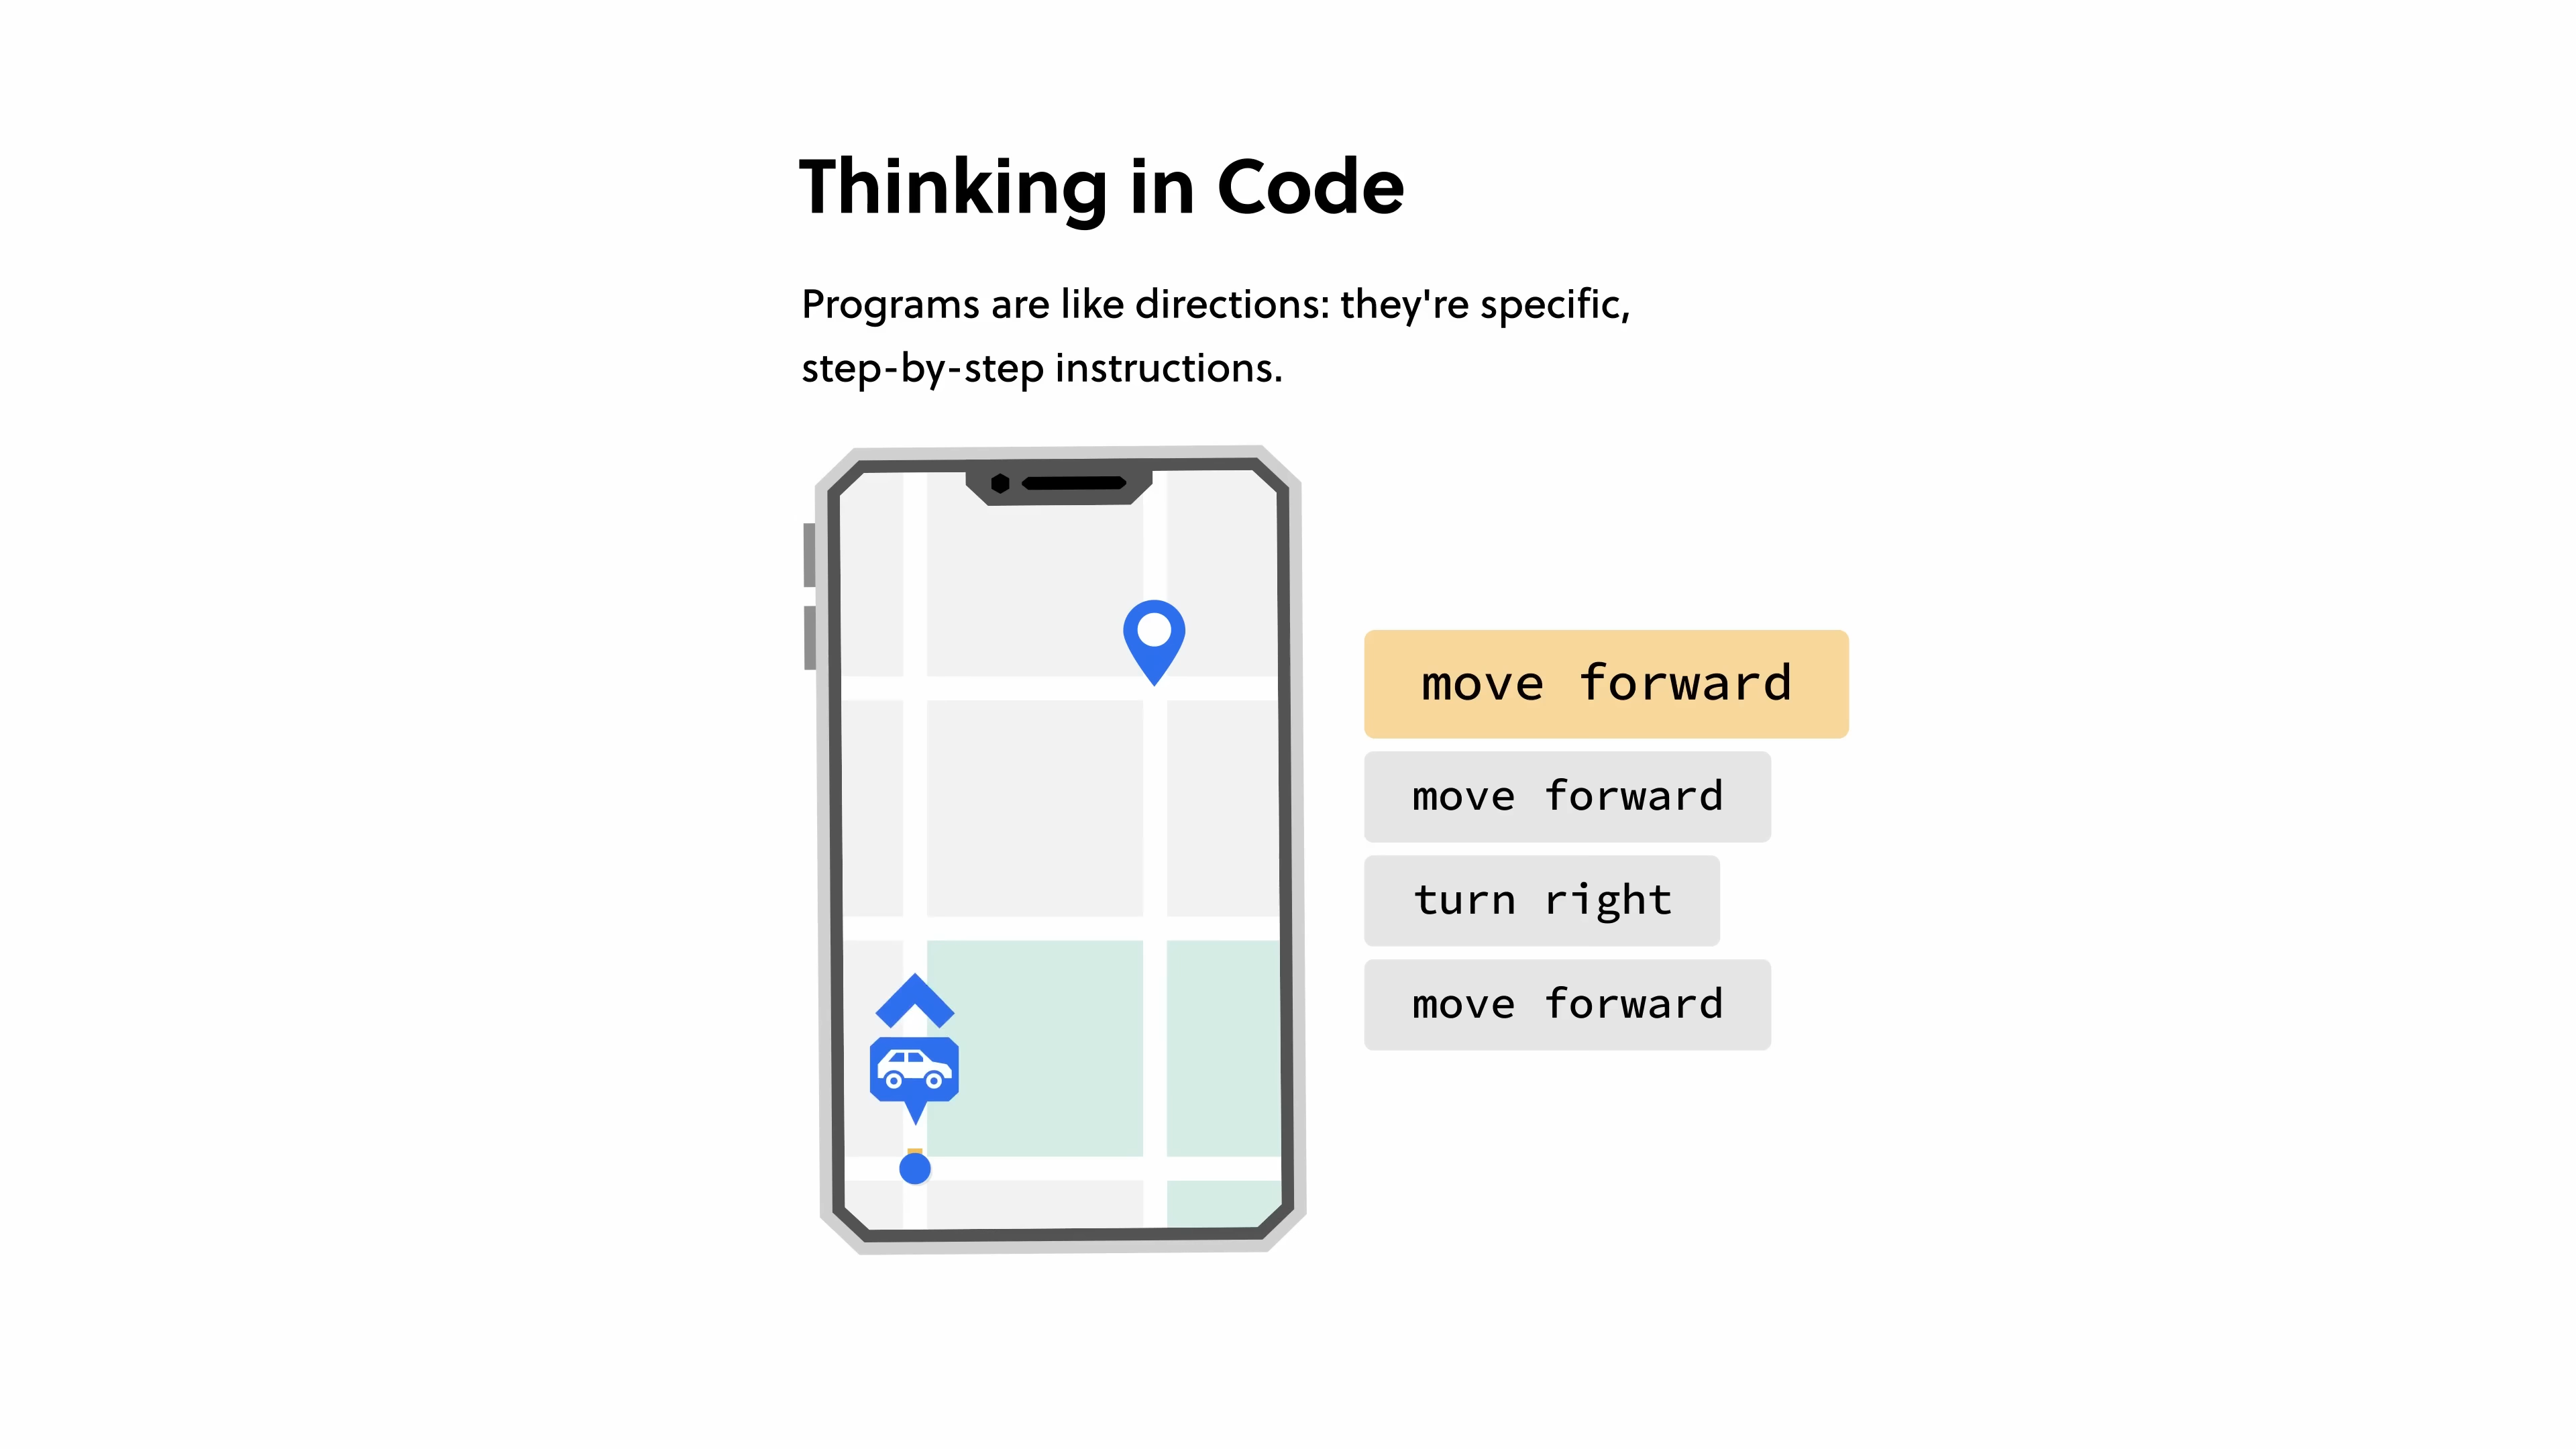 Thinking in Code
Programs are like directions: they're specific,
step-by-step instructions.
move forward
move forward
turn right
move forward